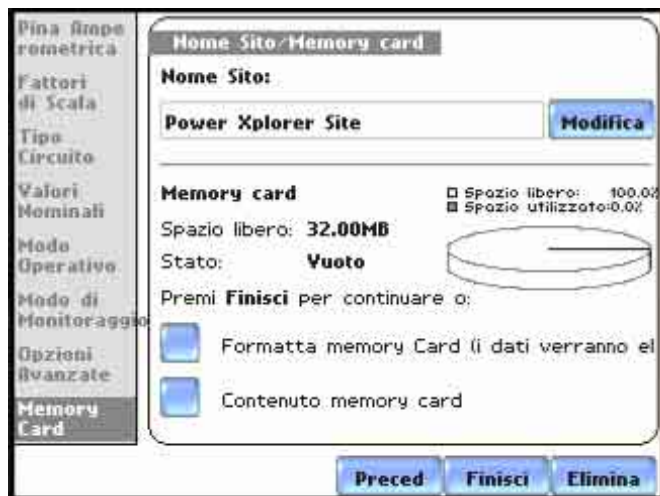 Pina Ampe
rometrica
Fattori
di Scala
Tipo
Circuito
Valori
Nominali
Modo
Operativo
Modo di
Monitoraggio
Opzioni
Avanzate
Memory
Card
Nome Sito/Memory card
Nome Sito:
Power Xplorer Site
Modifica
Memory card
Spazio libero: 100.0%
Spazio utilizzato:0.0%
Spazio libero: 32.00MB
Stato: Vuoto
Premi Finisci per continuare o:
Formatta memory Card (i dati verranno el
Contenuto memory card
Preced
Finisci
Elimina